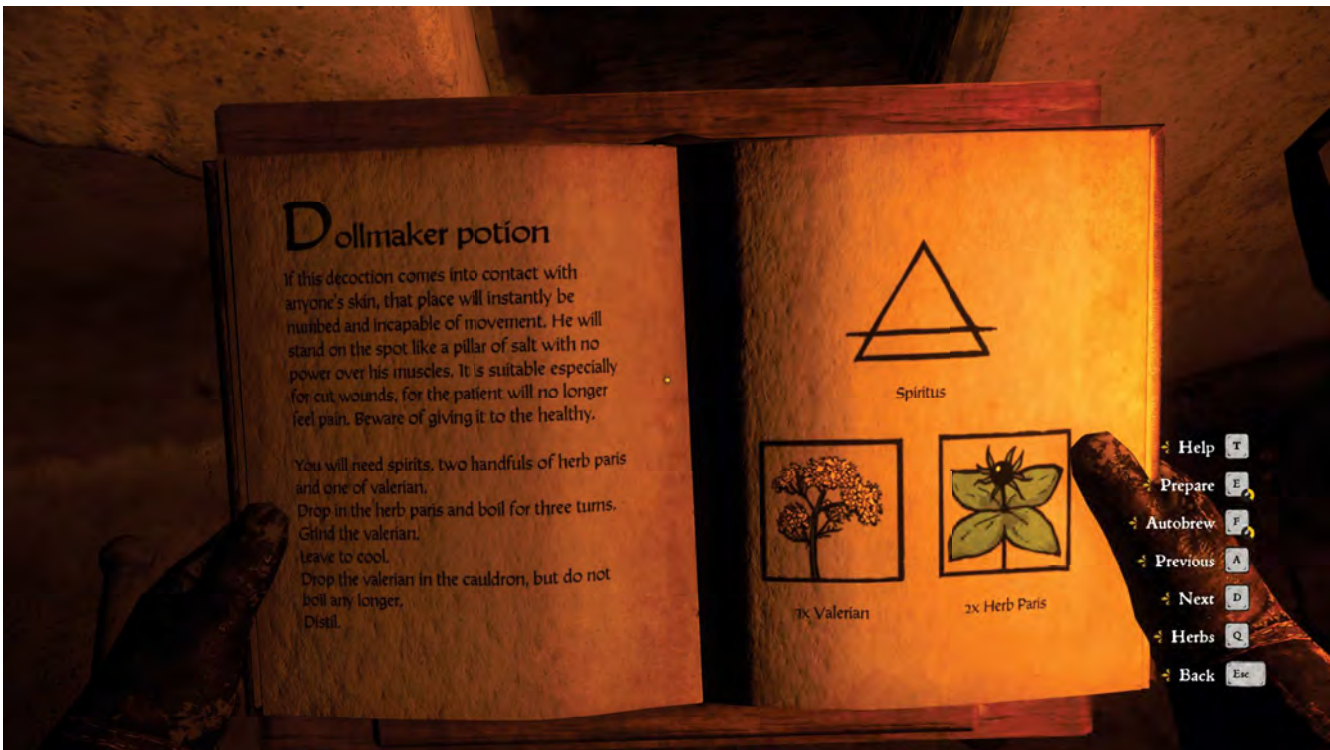 Dollmaker potion
If this decoction comes into contact with
anyone's skin, that place will instantly be
numbed and incapable of movement. He will
stand on the spot like a pillar of salt with no
power over his muscles. It is suitable especially
for cut wounds, for the patient will no longer
feel pain. Beware of giving it to the healthy.
You will need spirits, two handfuls of herb paris
and one of valerian.
Drop in the herb paris and boil for three turns.
Grind the valerian.
Leave to cool.
Drop the valerian in the cauldron, but do not
boil any longer.
Distil.
Spiritus
1x Valerian
2x Herb Paris
Help T
Prepare E
Autobrew F
Previous A
Next D
Herbs Q
Back Esc